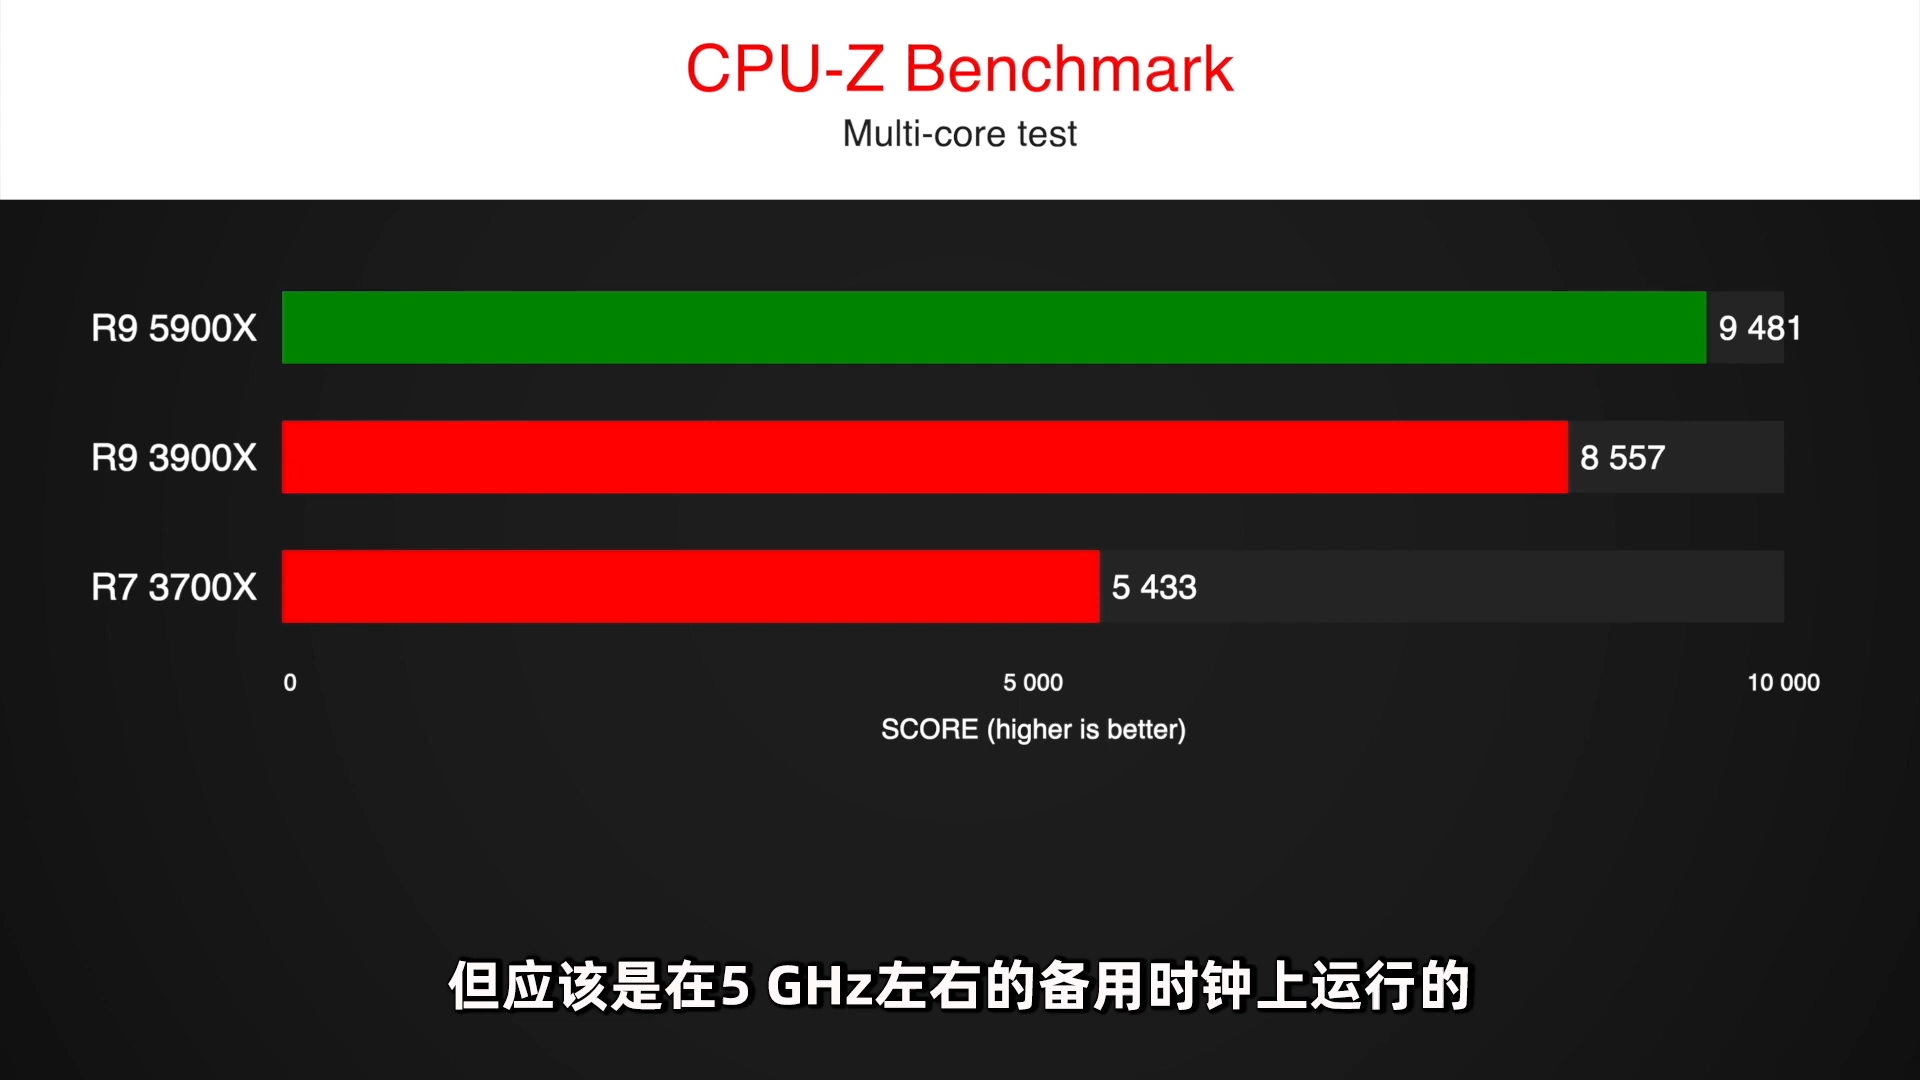 CPU-Z Benchmark
Multi-core test
R9 5900X 9 481
R9 3900X 8 557
R7 3700X 5 433
0 5 000 10 000
SCORE (higher is better)
但应该是在5 GHz左右的备用时钟上运行的